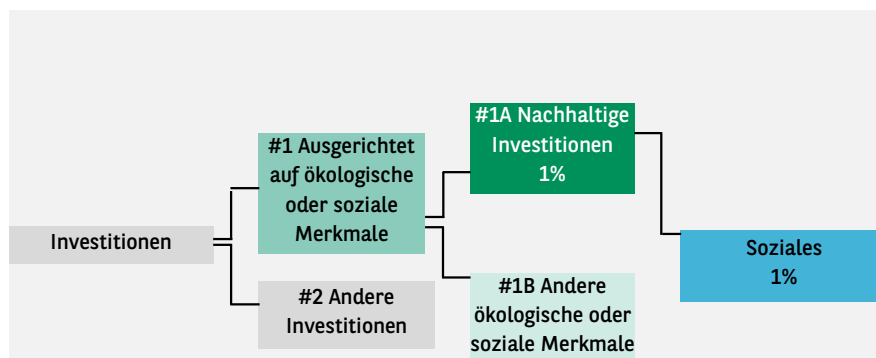 Investitionen
#1 Ausgerichtet
auf ökologische
oder soziale
Merkmale
#2 Andere
Investitionen
#1A Nachhaltige
Investitionen
1%
#1B Andere
ökologische oder
soziale Merkmale
Soziales
1%